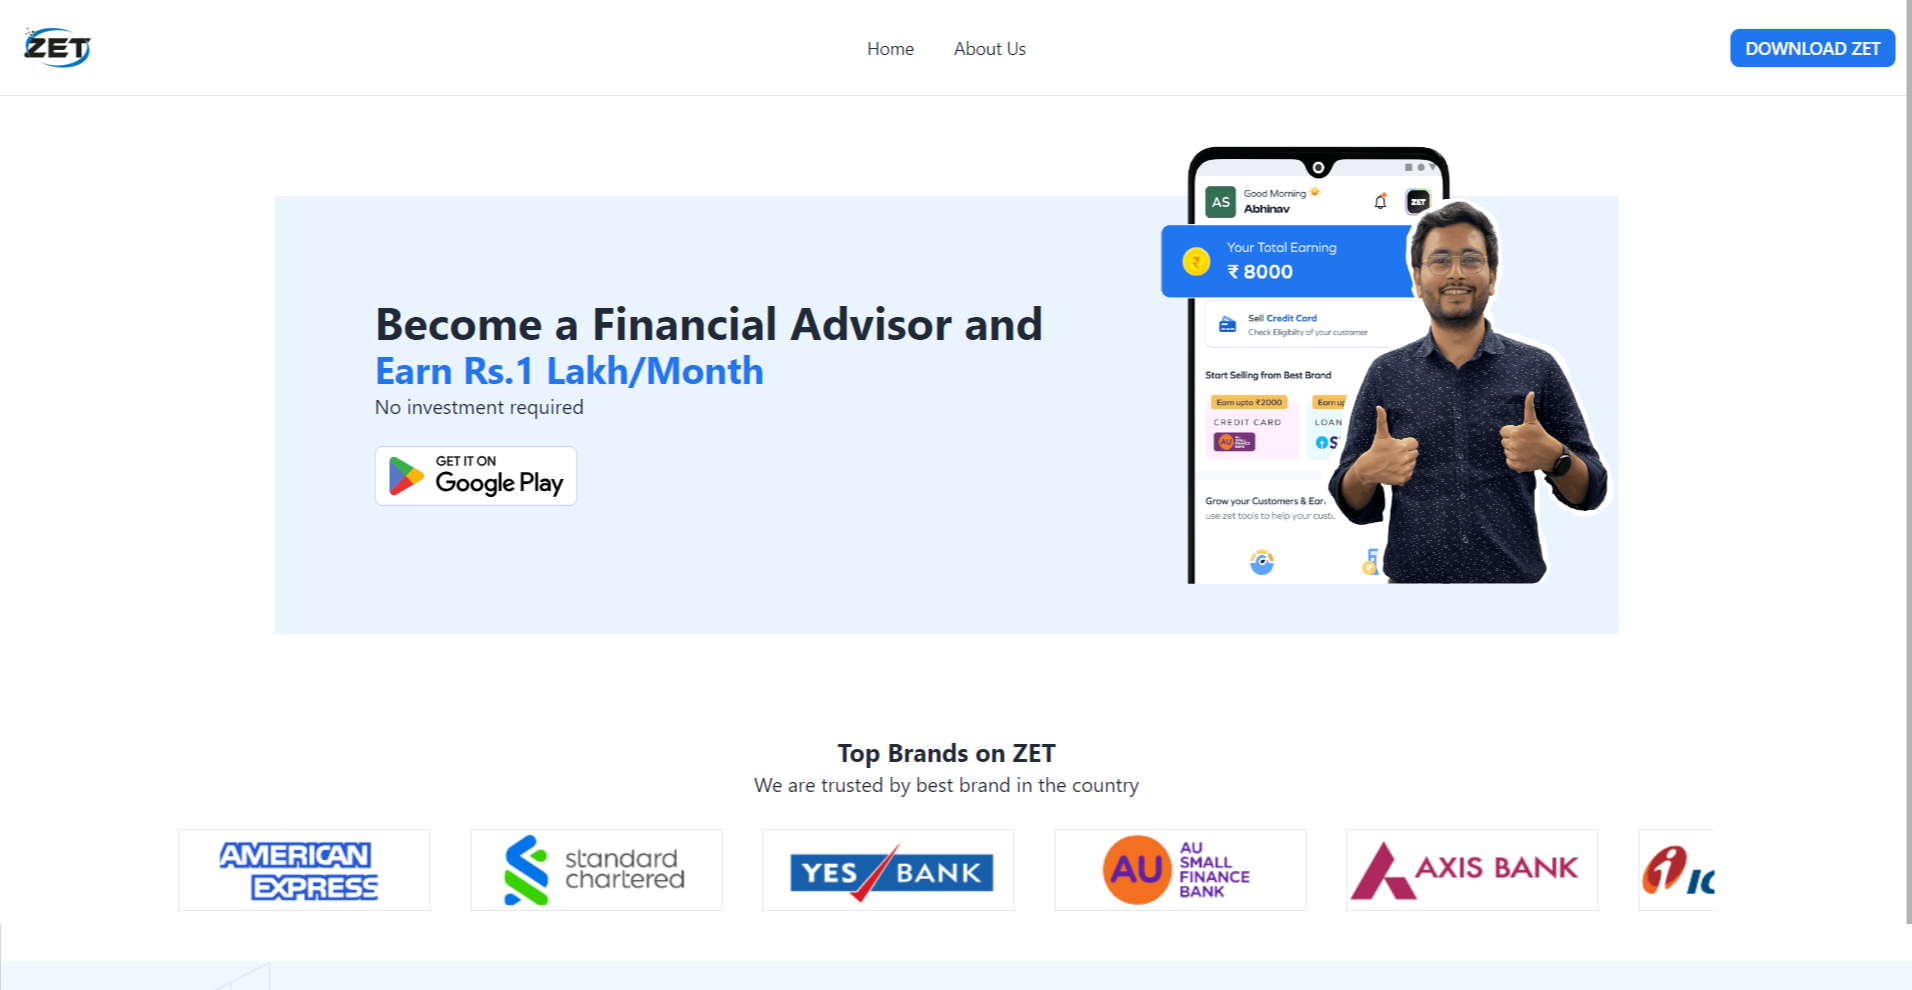 ZET
Home
About Us
DOWNLOAD ZET
AS
Good Morning
Abhinav
ZET
Your Total Earning
₹ 8000
Sell Credit Card
Check Eligibilty of your customer
Start Selling from Best Brand
Earn upto ₹2000
Earn up
CREDIT CARD
LOAN
AU
Grow your Customers & Ear
use zet tools to help your
Become a Financial Advisor and
Earn Rs.1 Lakh/Month
No investment required
GET IT ON
Google Play
Top Brands on ZET
We are trusted by best brand in the country
AMERICAN
EXPRESS
standard
chartered
YES BANK
AU
AU
SMALL
FINANCE
BANK
AXIS BANK